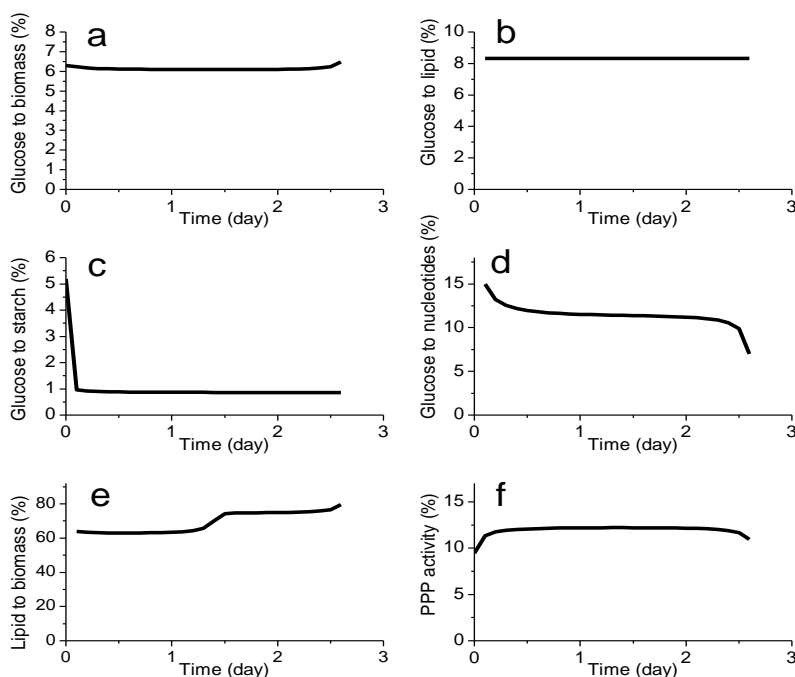 a
Glucose to biomass (%)
8
7
6
5
4
3
2
1
0
0 1 2 3
Time (day)
b
Glucose to lipid (%)
10
8
6
4
2
0
0 1 2 3
Time (day)
c
Glucose to starch (%)
6
5
4
3
2
1
0
0 1 2 3
Time (day)
d
Glucose to nucleotides (%)
15
10
5
0
0 1 2 3
Time (day)
e
Lipid to biomass (%)
80
60
40
20
0
0 1 2 3
Time (day)
f
PPP activity (%)
15
10
5
0
0 1 2 3
Time (day)